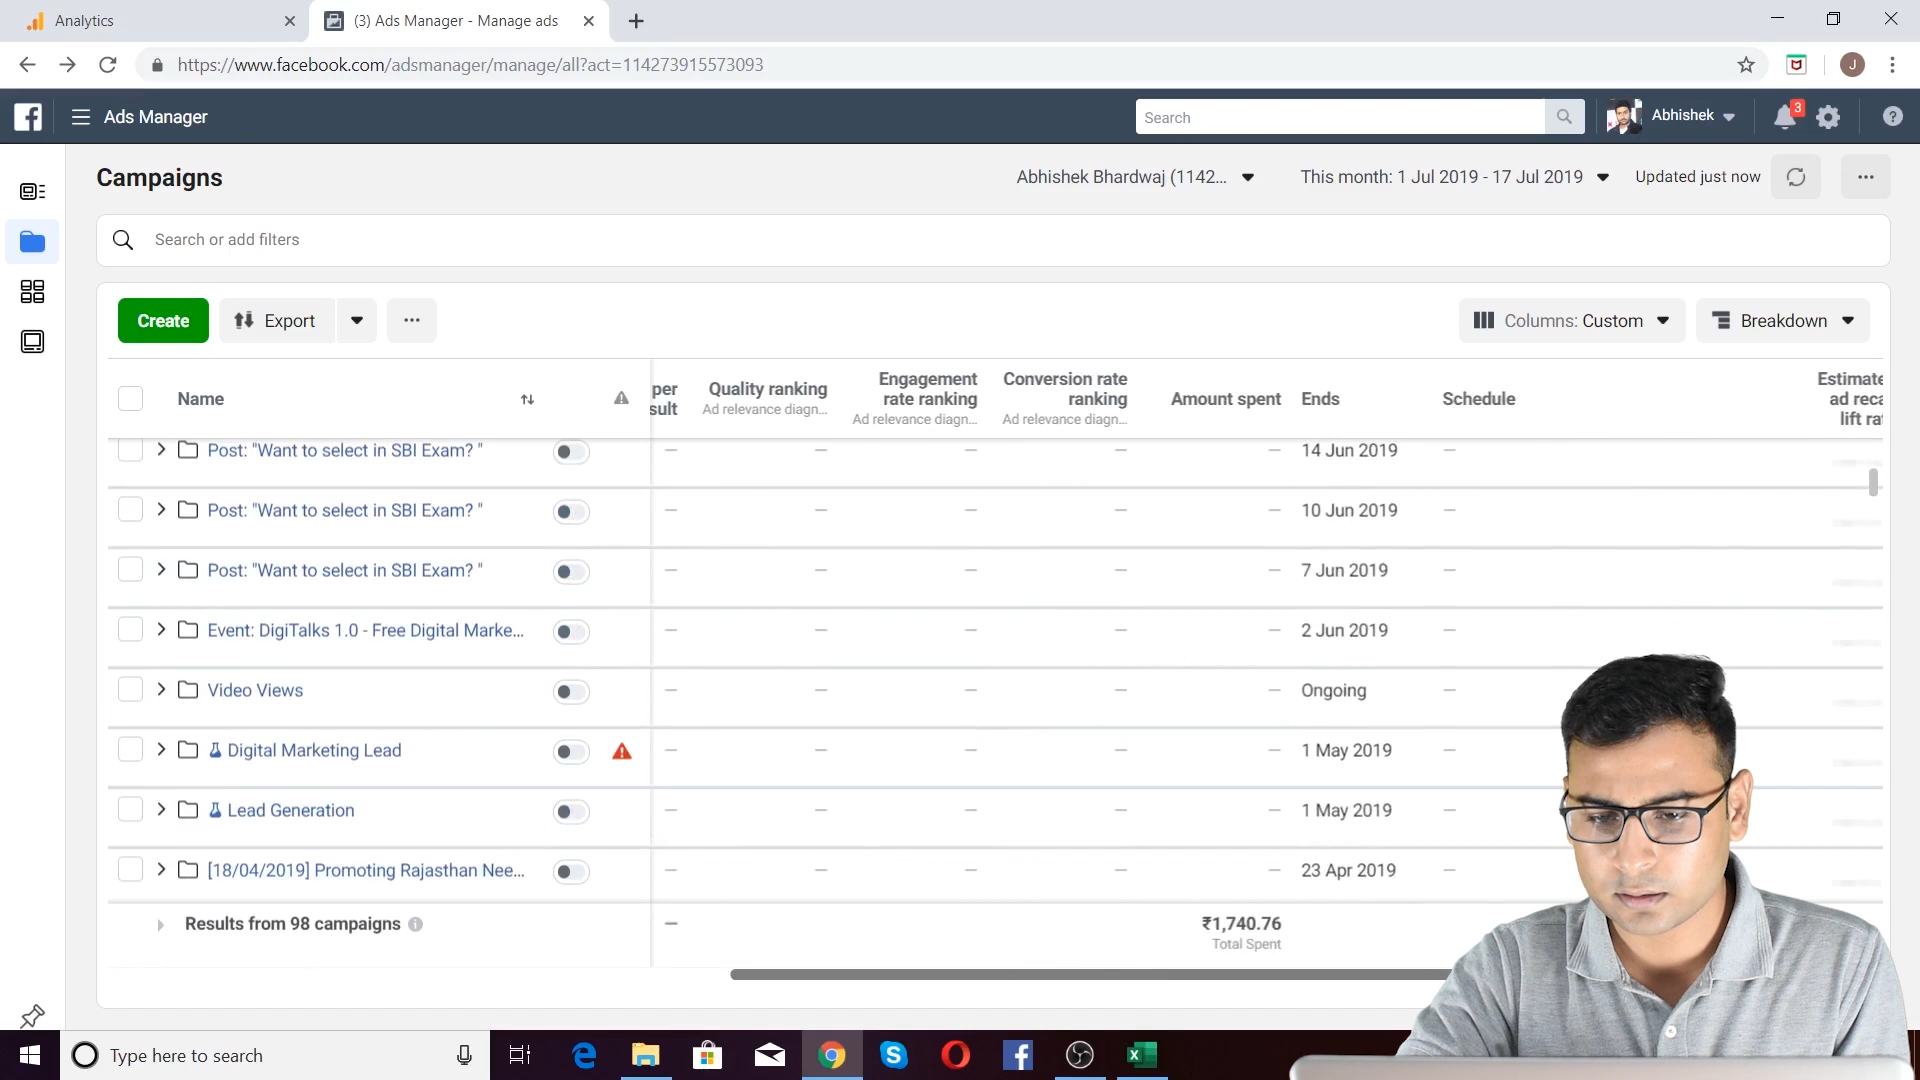 Analytics
(3) Ads Manager - Manage ads
https://www.facebook.com/adsmanager/manage/all?act=114273915573093
J
Ads Manager
Search
Abhishek
3
Campaigns
Abhishek Bhardwaj (1142...
This month: 1 Jul 2019 - 17 Jul 2019
Updated just now
Search or add filters
Create
Export
Columns: Custom
Breakdown
Name
per
sult
Quality ranking
Ad relevance diagn...
Engagement
rate ranking
Ad relevance diagn...
Conversion rate
ranking
Ad relevance diagn...
Amount spent
Ends
Schedule
Estimate
ad reca
lift rat
Post: "Want to select in SBI Exam? " — — — — — 14 Jun 2019 —
Post: "Want to select in SBI Exam? " — — — — — 10 Jun 2019 —
Post: "Want to select in SBI Exam? " — — — — — 7 Jun 2019 —
Event: DigiTalks 1.0 - Free Digital Marke... — — — — — 2 Jun 2019 —
Video Views — — — — — Ongoing —
Digital Marketing Lead — — — — — 1 May 2019 —
Lead Generation — — — — — 1 May 2019 —
[18/04/2019] Promoting Rajasthan Nee... — — — — — 23 Apr 2019 —
Results from 98 campaigns — ₹1,740.76
Total Spent
Type here to search